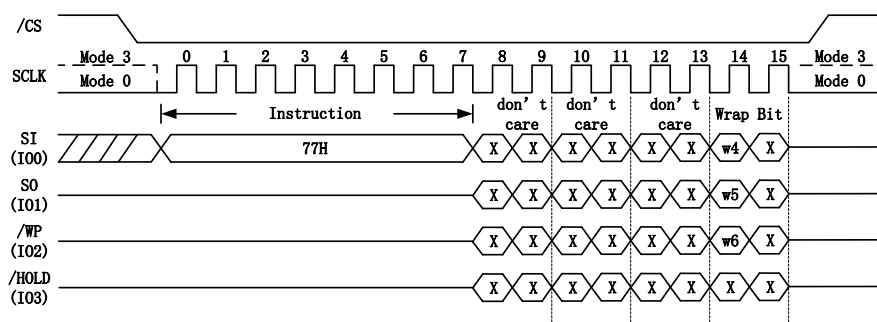 /CS
Mode 3 0 1 2 3 4 5 6 7 8 9 10 11 12 13 14 15 Mode 3
SCLK
Mode 0 Mode 0
Instruction
don't care
don't care
don't care
Wrap Bit
SI
(IO0)
77H X X X X X X w4 X
SO
(IO1)
X X X X X X w5 X
/WP
(IO2)
X X X X X X w6 X
/HOLD
(IO3)
X X X X X X X X